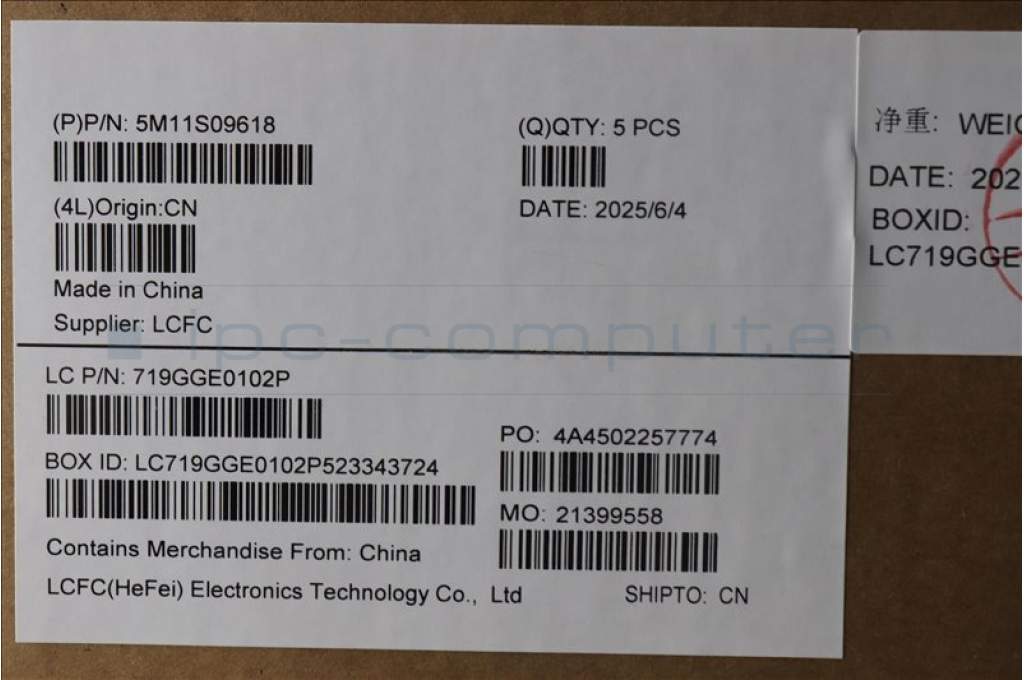 (P)P/N: 5M11S09618
(Q)QTY: 5 PCS
(4L)Origin:CN
DATE: 2025/6/4
Made in China
Supplier: LCFC
LC P/N: 719GGE0102P
PO: 4A4502257774
BOX ID: LC719GGE0102P523343724
MO: 21399558
Contains Merchandise From: China
LCFC(HeFei) Electronics Technology Co., Ltd
SHIPTO: CN
净重:
DATE: 202
BOXID:
LC719GGE
ipc-computer